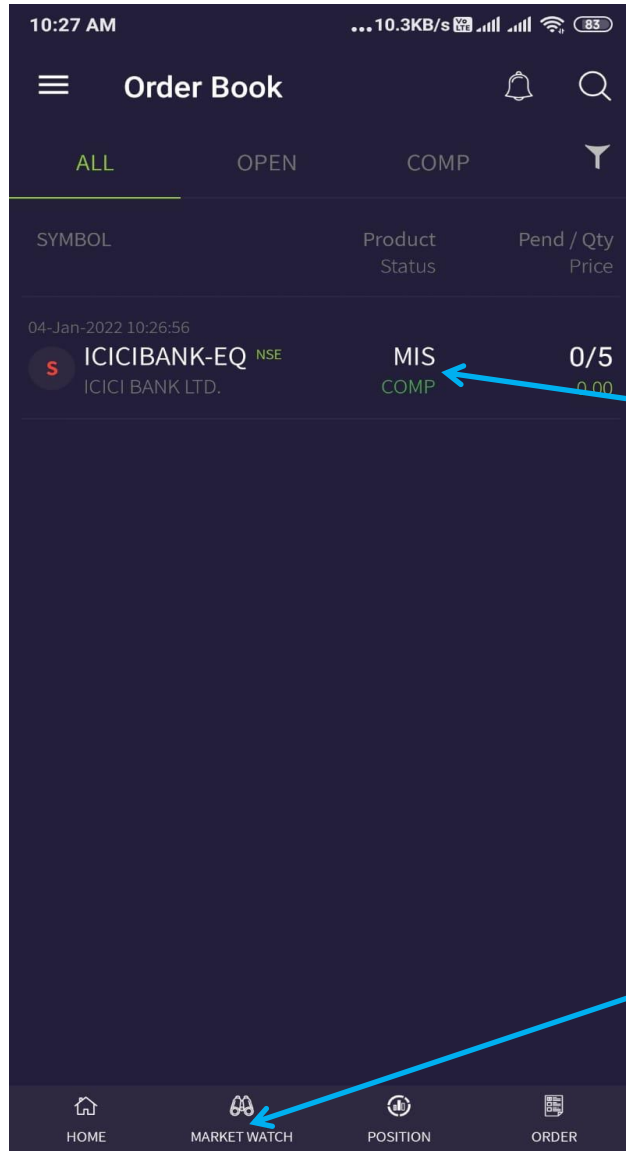 10:27 AM ...10.3KB/s Vo LTE 83
Order Book
ALL OPEN COMP
SYMBOL Product Pend / Qty
Status Price
04-Jan-2022 10:26:56
S ICICIBANK-EQ NSE MIS 0/5
ICICI BANK LTD. COMP 0.00
HOME MARKET WATCH POSITION ORDER